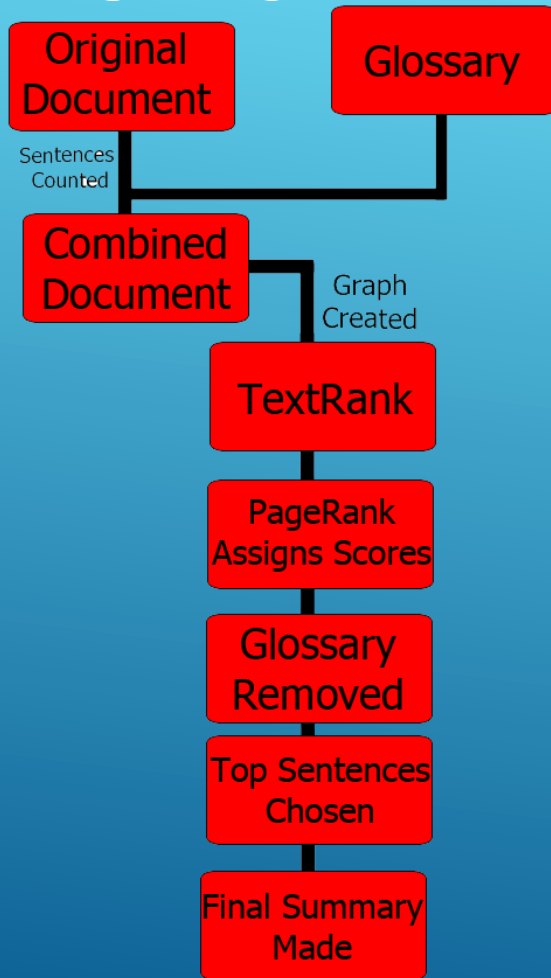 Original
Document
Glossary
Sentences
Counted
Combined
Document
Graph
Created
TextRank
PageRank
Assigns Scores
Glossary
Removed
Top Sentences
Chosen
Final Summary
Made